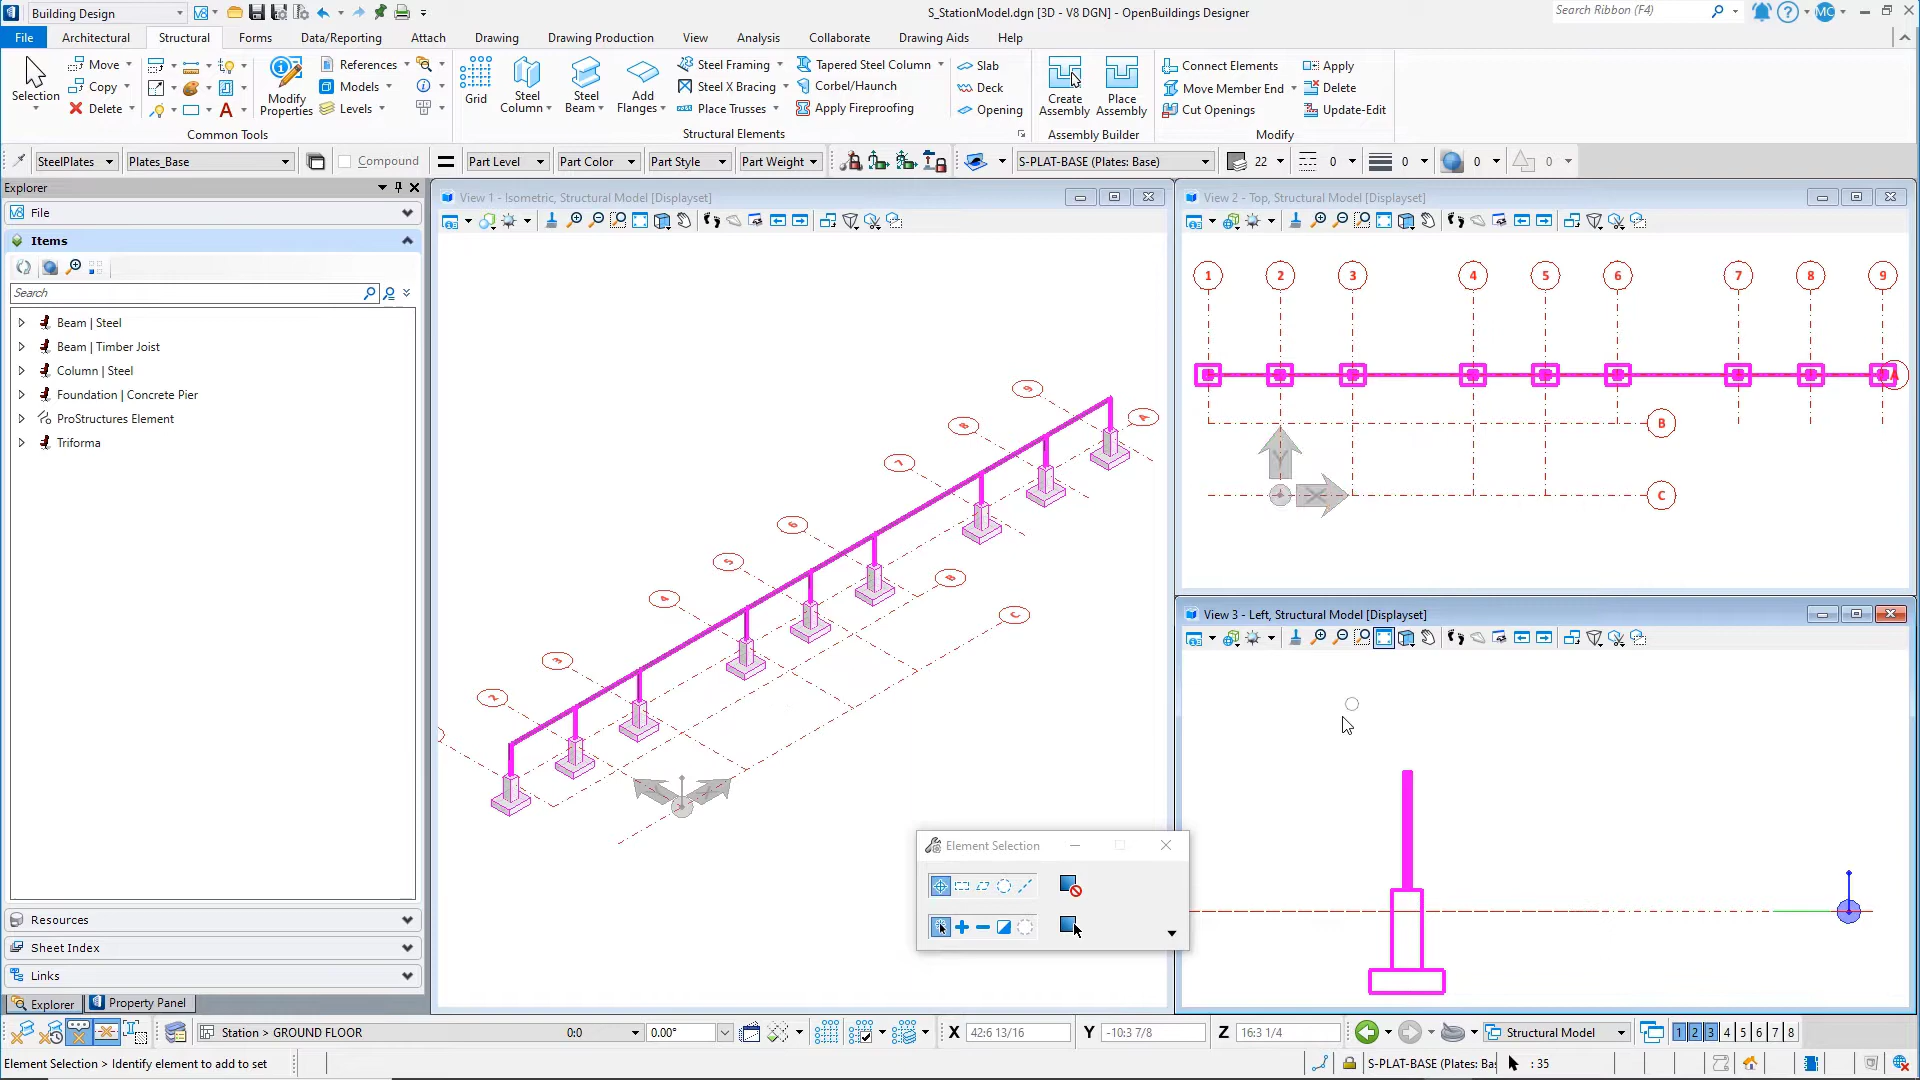 Building Design
S_StationModel.dgn [3D - V8 DGN] - OpenBuildings Designer
Search Ribbon (F4)
MC
File
Architectural
Structural
Forms
Data/Reporting
Attach
Drawing
Drawing Production
View
Analysis
Collaborate
Drawing Aids
Help
Selection
Move
Copy
Delete
Modify
Properties
References
Models
Levels
Common Tools
Grid
Steel
Column
Steel
Beam
Add
Flanges
Steel Framing
Steel X Bracing
Place Trusses
Tapered Steel Column
Corbel/Haunch
Apply Fireproofing
Slab
Deck
Opening
Structural Elements
Create
Assembly
Place
Assembly
Assembly Builder
Connect Elements
Move Member End
Cut Openings
Apply
Delete
Update-Edit
Modify
SteelPlates
Plates_Base
Compound
Part Level
Part Color
Part Style
Part Weight
S-PLAT-BASE (Plates: Base)
22
0
0
0
0
Explorer
File
Items
Search
Beam | Steel
Beam | Timber Joist
Column | Steel
Foundation | Concrete Pier
ProStructures Element
Triforma
Resources
Sheet Index
Links
Explorer
Property Panel
View 1 - Isometric, Structural Model [Displayset]
9
A
8
7
6
5
B
4
C
3
2
View 2 - Top, Structural Model [Displayset]
1
2
3
4
5
6
7
8
9
A
B
Y
X
C
View 3 - Left, Structural Model [Displayset]
Element Selection
Station > GROUND FLOOR
0:0
0.00°
X
42:6 13/16
Y
-10:3 7/8
Z
16:3 1/4
Structural Model
1 2 3 4 5 6 7 8
Element Selection > Identify element to add to set
S-PLAT-BASE (Plates: Bas
: 35